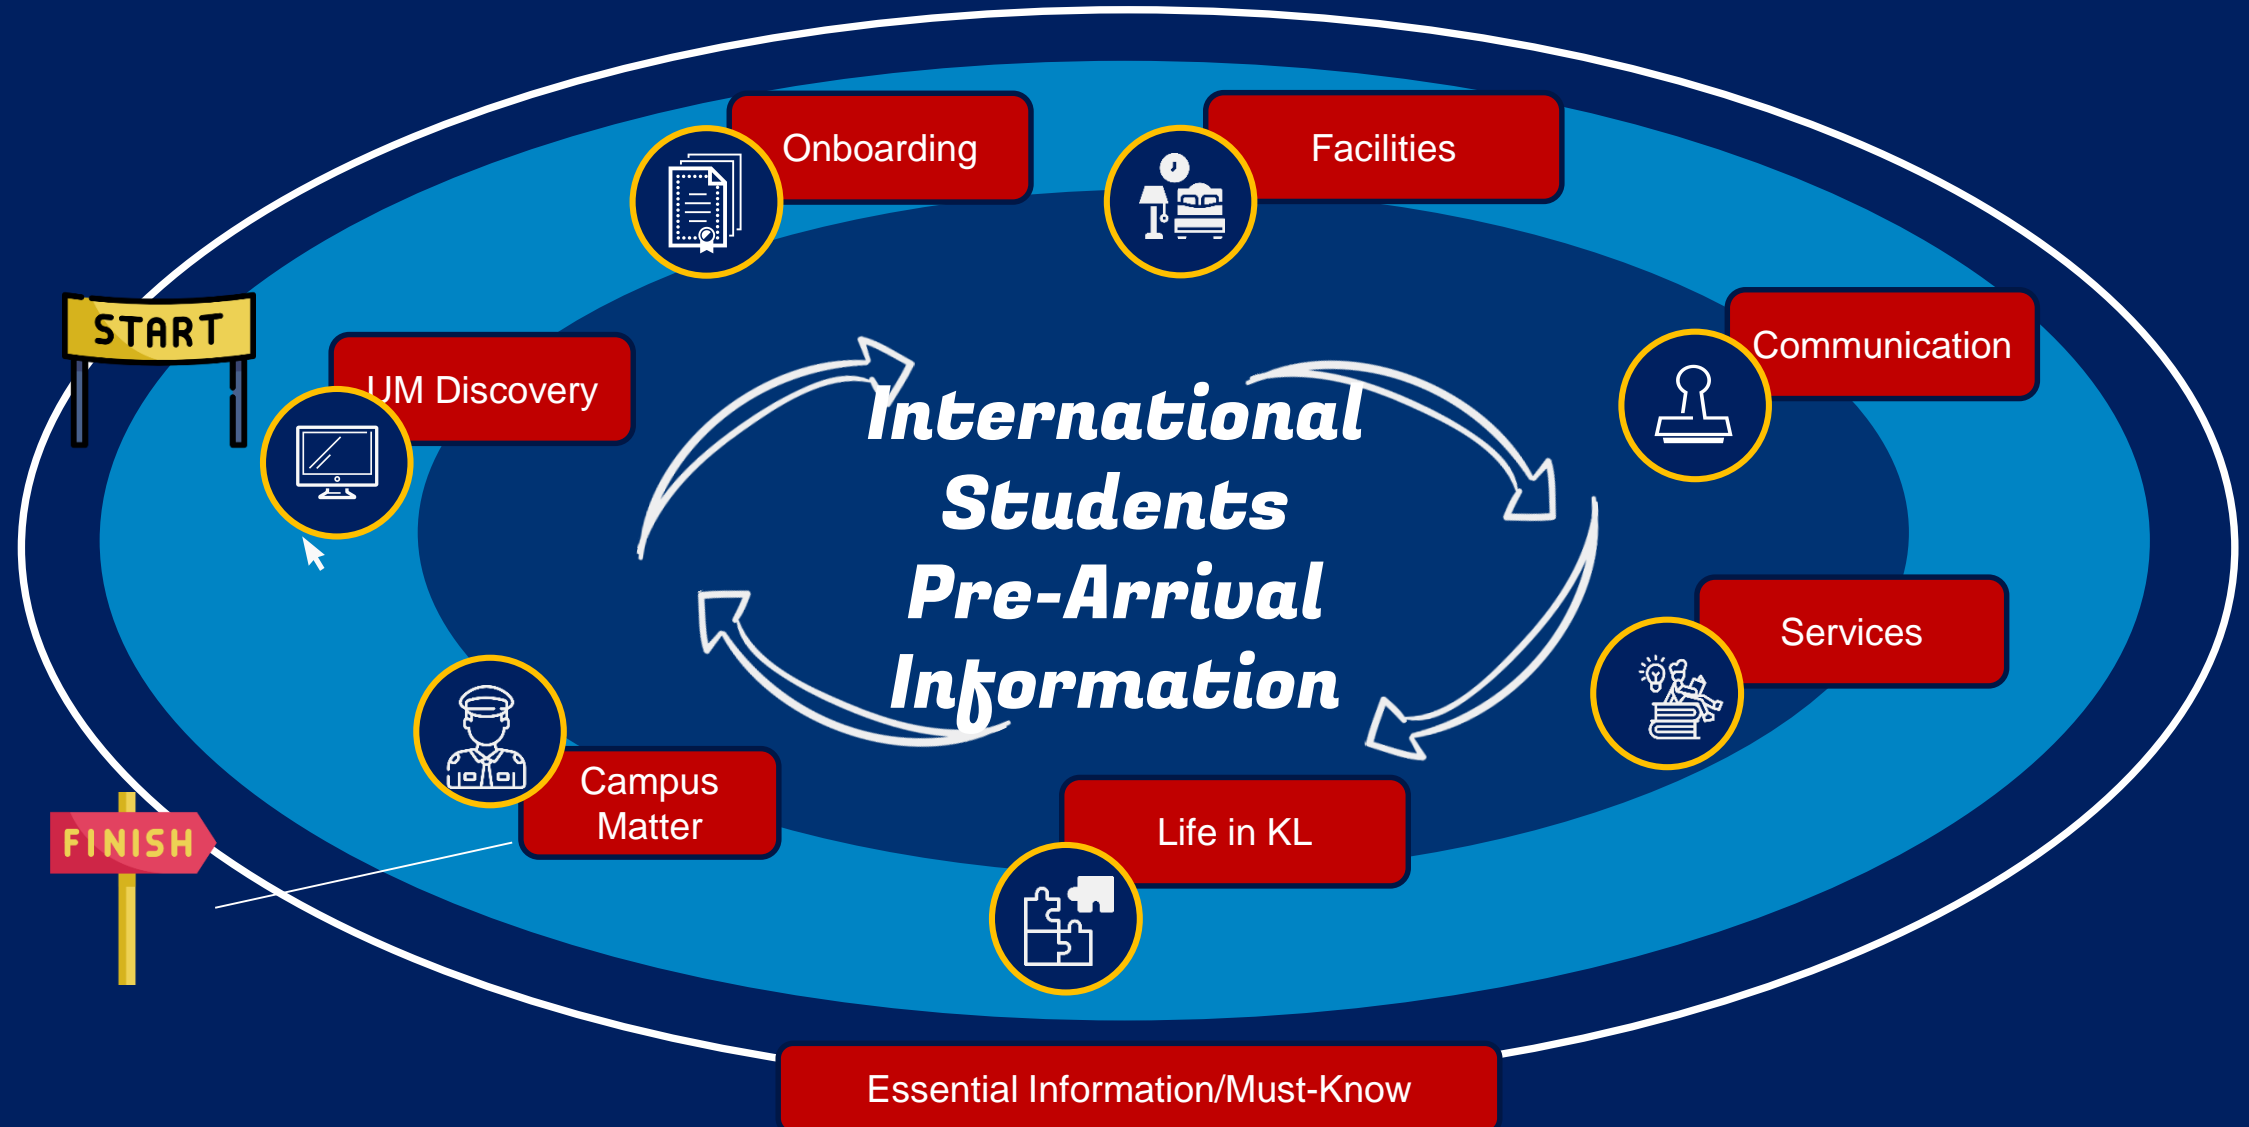 Onboarding
Facilities
START
Communication
UM Discovery
International
Students
Pre-Arrival
Information
Services
Campus
Matter
Life in KL
FINISH
Essential Information/Must-Know